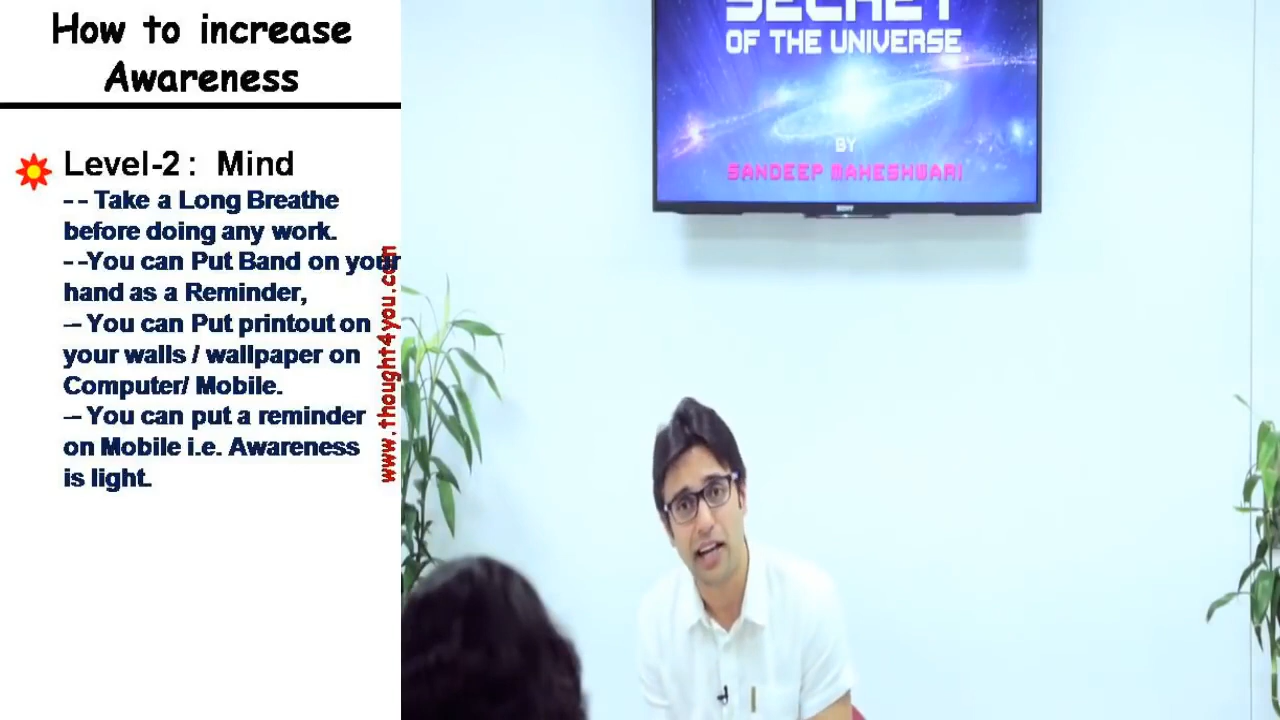 How to increase
Awareness
Level-2 : Mind
- - Take a Long Breathe
before doing any work.
- -You can Put Band on your
hand as a Reminder,
-- You can Put printout on
your walls / wallpaper on
Computer/ Mobile.
-- You can put a reminder
on Mobile i.e. Awareness
is light.
www.thought4you.com
SECRET
OF THE UNIVERSE
BY
SANDEEP MAHESHWARI
SONY